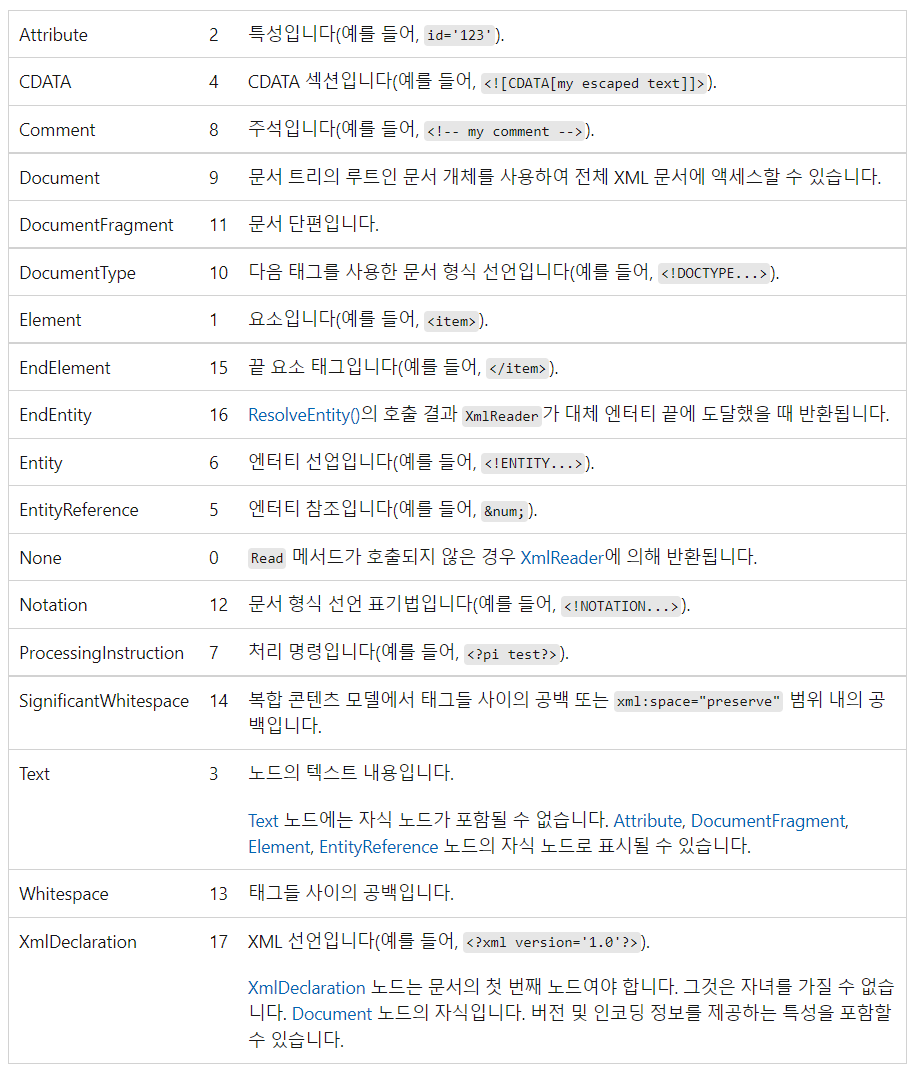 Attribute 2 특성입니다(예를 들어, id='123').
CDATA 4 CDATA 섹션입니다(예를 들어, <![CDATA[my escaped text]]>).
Comment 8 주석입니다(예를 들어, <!-- my comment -->).
Document 9 문서 트리의 루트인 문서 개체를 사용하여 전체 XML 문서에 액세스할 수 있습니다.
DocumentFragment 11 문서 단편입니다.
DocumentType 10 다음 태그를 사용한 문서 형식 선언입니다(예를 들어, <!DOCTYPE...>).
Element 1 요소입니다(예를 들어, <item>).
EndElement 15 끝 요소 태그입니다(예를 들어, </item>).
EndEntity 16 ResolveEntity()의 호출 결과 XmlReader가 대체 엔터티 끝에 도달했을 때 반환됩니다.
Entity 6 엔터티 선업입니다(예를 들어, <!ENTITY...>).
EntityReference 5 엔터티 참조입니다(예를 들어, &num;).
None 0 Read 메서드가 호출되지 않은 경우 XmlReader에 의해 반환됩니다.
Notation 12 문서 형식 선언 표기법입니다(예를 들어, <!NOTATION...>).
ProcessingInstruction 7 처리 명령입니다(예를 들어, <?pi test?>).
SignificantWhitespace 14 복합 콘텐츠 모델에서 태그들 사이의 공백 또는 xml:space="preserve" 범위 내의 공
백입니다.
Text 3 노드의 텍스트 내용입니다.
Text 노드에는 자식 노드가 포함될 수 없습니다. Attribute, DocumentFragment,
Element, EntityReference 노드의 자식 노드로 표시될 수 있습니다.
Whitespace 13 태그들 사이의 공백입니다.
XmlDeclaration 17 XML 선언입니다(예를 들어, <?xml version='1.0'?>).
XmlDeclaration 노드는 문서의 첫 번째 노드여야 합니다. 그것은 자녀를 가질 수 없습
니다. Document 노드의 자식입니다. 버전 및 인코딩 정보를 제공하는 특성을 포함할
수 있습니다.